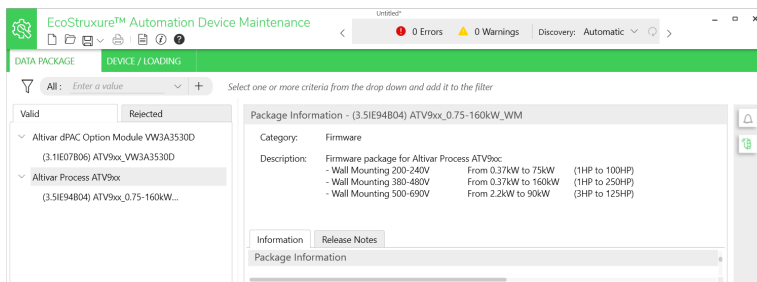 Untitled*
EcoStruxure™ Automation Device Maintenance
0 Errors
0 Warnings
Discovery: Automatic
DATA PACKAGE
DEVICE / LOADING
All : Enter a value
Select one or more criteria from the drop down and add it to the filter
Valid
Rejected
Altivar dPAC Option Module VW3A3530D
(3.1IE07B06) ATV9xx_VW3A3530D
Altivar Process ATV9xx
(3.5IE94B04) ATV9xx_0.75-160kW...
Package Information - (3.5IE94B04) ATV9xx_0.75-160kW_WM
Category: Firmware
Description: Firmware package for Altivar Process ATV9xx:
- Wall Mounting 200-240V From 0.37kW to 75kW (1HP to 100HP)
- Wall Mounting 380-480V From 0.37kW to 160kW (1HP to 250HP)
- Wall Mounting 500-690V From 2.2kW to 90kW (3HP to 125HP)
Information
Release Notes
Package Information